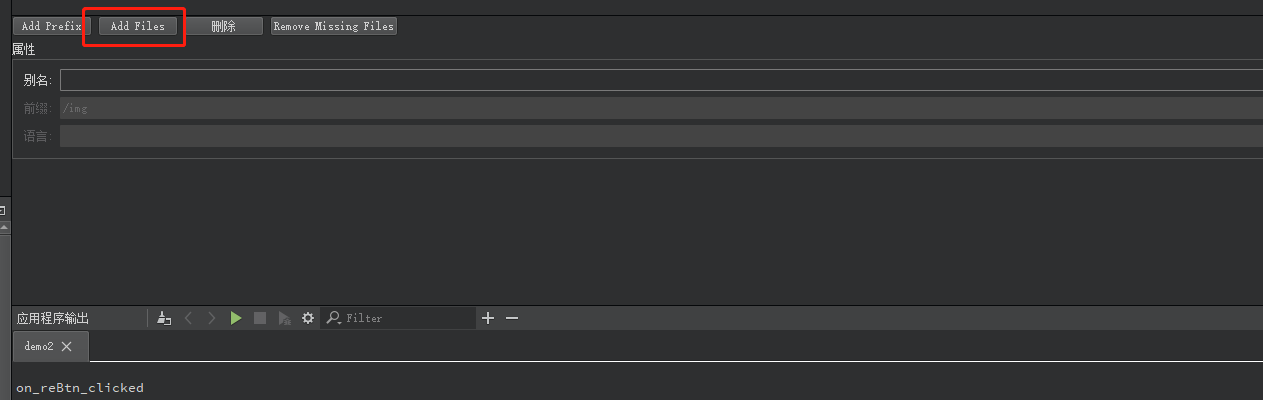 Add Prefix Add Files 删除 Remove Missing Files
属性
别名:
前缀: /img
语言:
应用程序输出 Filter
demo2
on_reBtn_clicked